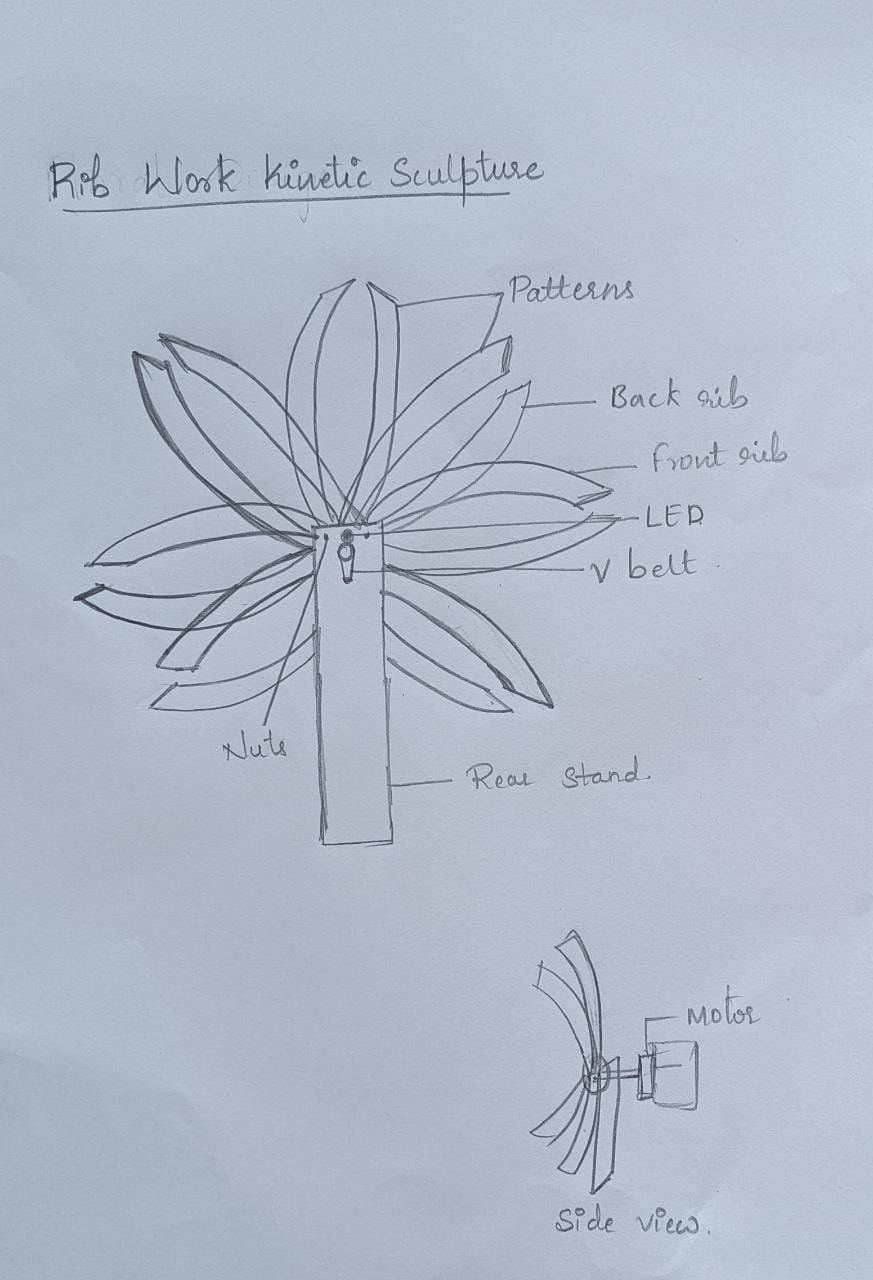 Rib Work Kinetic Sculpture
Patterns
Back rib
Front rib
LED
V belt
Nuts
Rear Stand.
Motor
Side view.